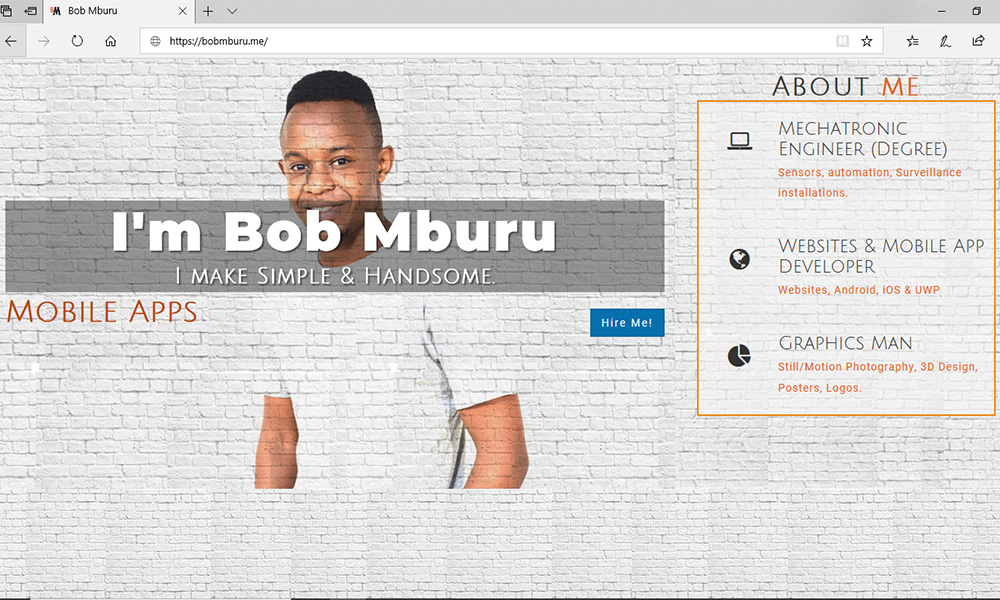 Bob Mburu
https://bobmburu.me/
I'm Bob Mburu
I make Simple & Handsome.
Mobile Apps
Hire Me!
About me
Mechatronic
Engineer (Degree)
Sensors, automation, Surveillance
installations.
Websites & Mobile App
Developer
Websites, Android, iOS & UWP
Graphics Man
Still/Motion Photography, 3D Design,
Posters, Logos.